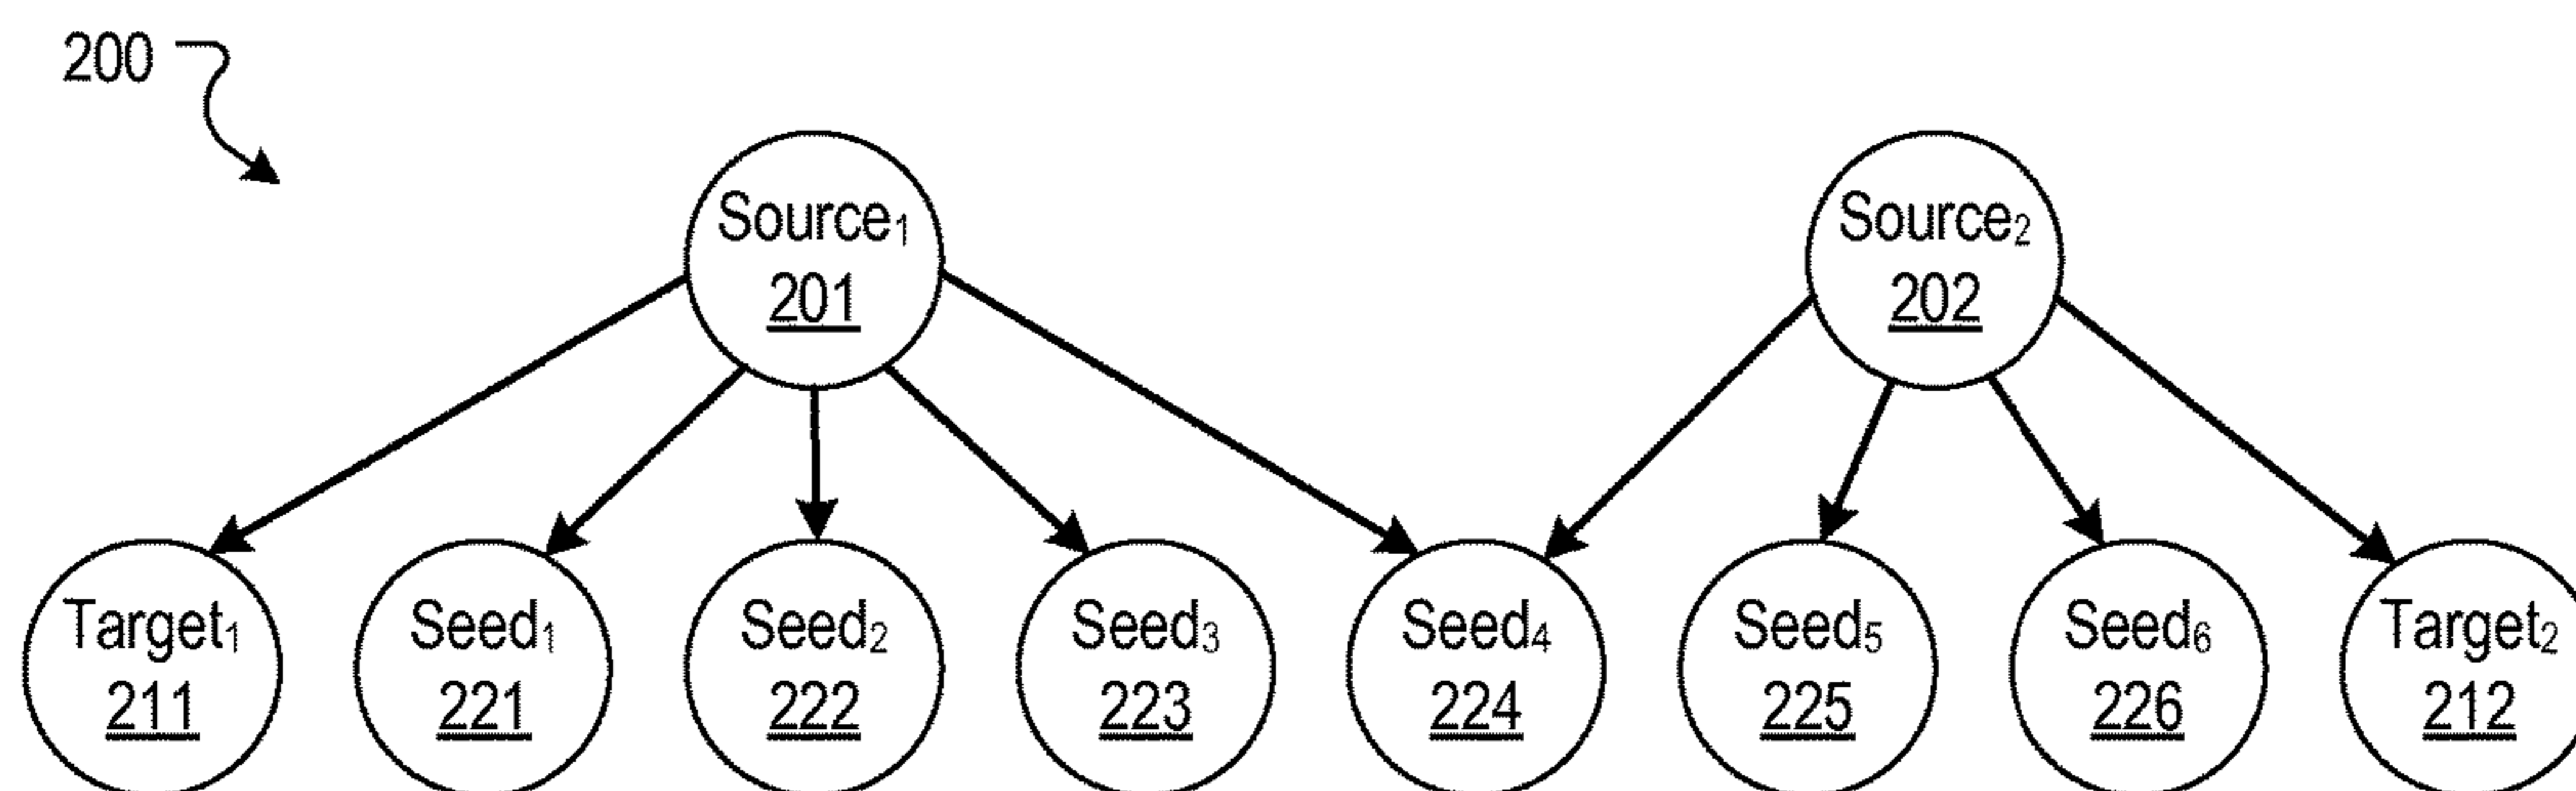 200
Source₁
201
Source₂
202
Target₁
211
Seed₁
221
Seed₂
222
Seed₃
223
Seed₄
224
Seed₅
225
Seed₆
226
Target₂
212